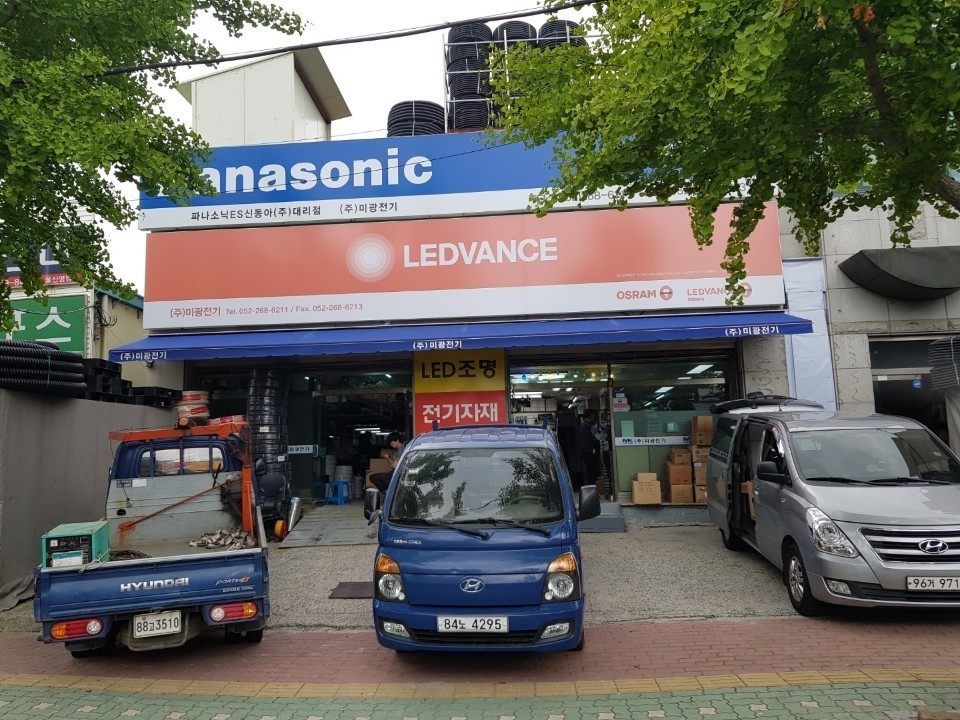 Panasonic
파나소닉ES신동아(주)대리점 (주)미광전기
LEDVANCE
OSRAM LEDVANCE
(주)미광전기 Tel. 052-268-6211 / Fax. 052-268-6213
(주)미광전기 (주)미광전기 (주)미광전기
LED조명
전기자재
MK (주)미광전기
HYUNDAI
88고3510
84노 4295
96거 971